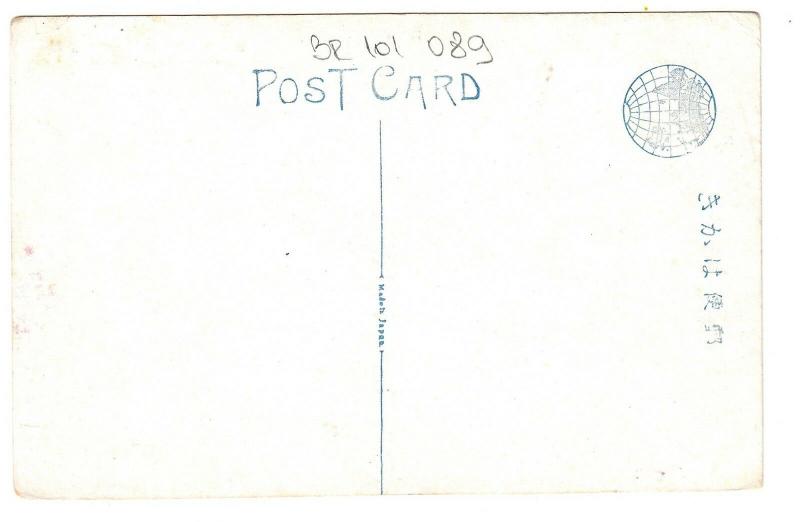 BR 101 089
POST CARD
きかは便郵
Made in Japan